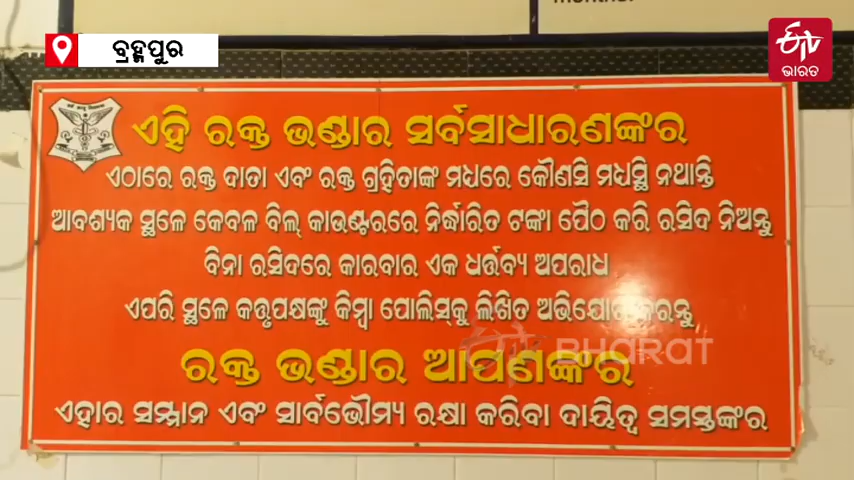 ବ୍ରହ୍ମପୁର
ETV
ଭାରତ
ଏହି ରକ୍ତ ଭଣ୍ଡାର ସର୍ବସାଧାରଣଙ୍କର
ଏଠାରେ ରକ୍ତ ଦାତା ଏବଂ ରକ୍ତ ଗ୍ରହିତାଙ୍କ ମଧ୍ୟରେ କୌଣସି ମଧ୍ୟସ୍ଥି ନଥାନ୍ତି
ଆବଶ୍ୟକ ସ୍ଥଳେ କେବଳ ବିଲ୍ କାଉଣ୍ଟରରେ ନିର୍ଦ୍ଧାରିତ ଟଙ୍କା ପୈଠ କରି ରସିଦ ନିଅନ୍ତୁ
ବିନା ରସିଦରେ କାରବାର ଏକ ଧର୍ତ୍ତବ୍ୟ ଅପରାଧ
ଏପରି ସ୍ଥଳେ କତ୍ତୃପକ୍ଷଙ୍କୁ କିମ୍ବା ପୋଲିସ୍‌କୁ ଲିଖିତ ଅଭିଯୋଗ କରନ୍ତୁ
ETV BHARAT
ରକ୍ତ ଭଣ୍ଡାର ଆପଣଙ୍କର
ଏହାର ସମ୍ମାନ ଏବଂ ସାର୍ବଭୌମ୍ୟ ରକ୍ଷା କରିବା ଦାୟିତ୍ୱ ସମସ୍ତଙ୍କର